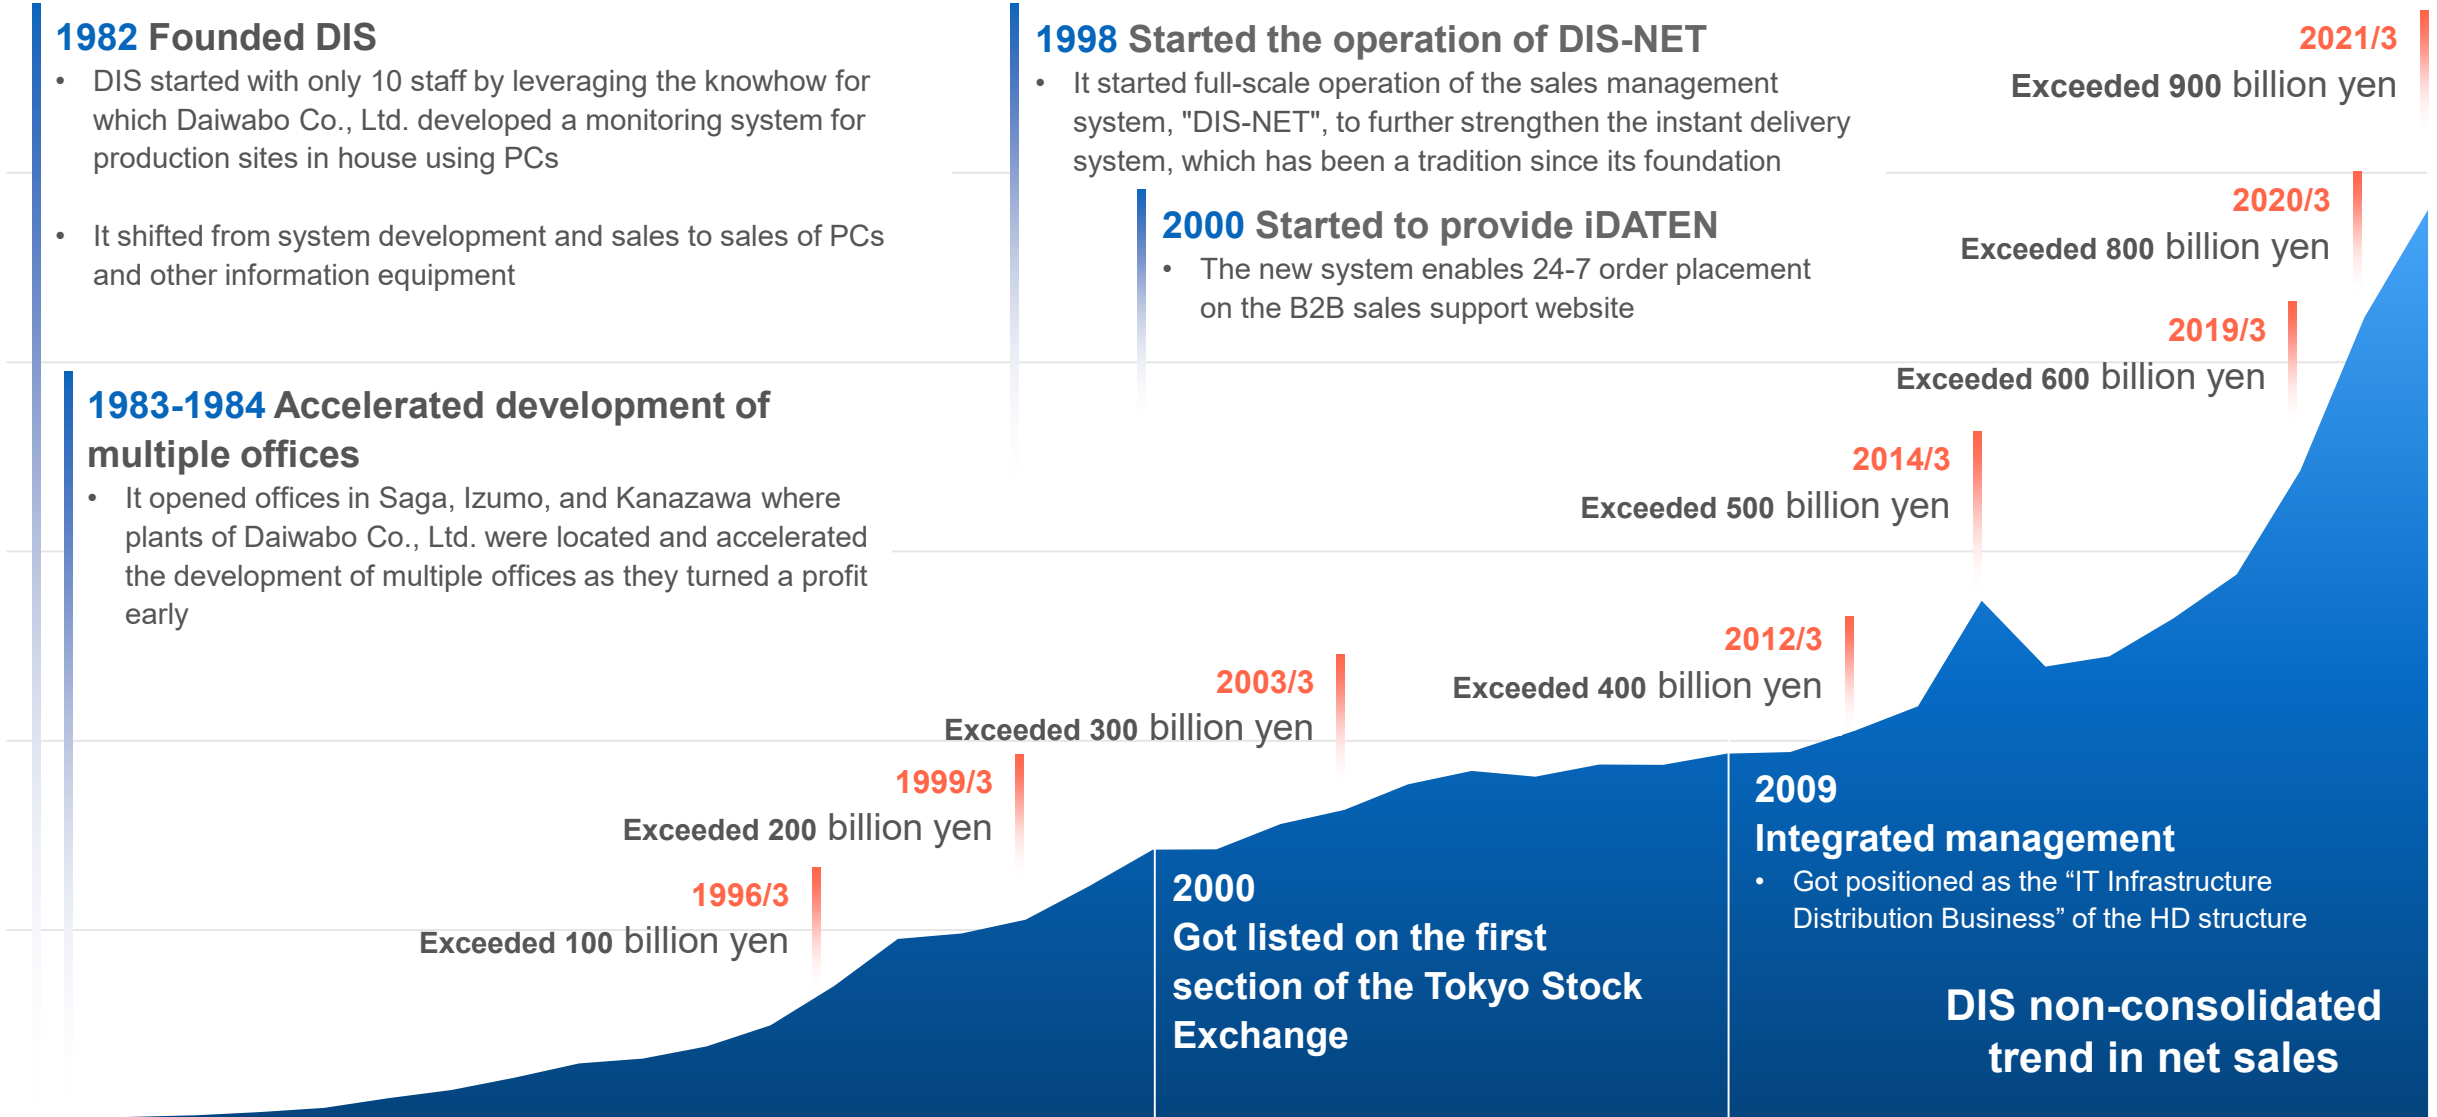 1982 Founded DIS
• DIS started with only 10 staff by leveraging the knowhow for
which Daiwabo Co., Ltd. developed a monitoring system for
production sites in house using PCs
• It shifted from system development and sales to sales of PCs
and other information equipment
1983-1984 Accelerated development of
multiple offices
• It opened offices in Saga, Izumo, and Kanazawa where
plants of Daiwabo Co., Ltd. were located and accelerated
the development of multiple offices as they turned a profit
early
1998 Started the operation of DIS-NET
• It started full-scale operation of the sales management
system, "DIS-NET", to further strengthen the instant delivery
system, which has been a tradition since its foundation
2000 Started to provide iDATEN
• The new system enables 24-7 order placement
on the B2B sales support website
1996/3
Exceeded 100 billion yen
1999/3
Exceeded 200 billion yen
2003/3
Exceeded 300 billion yen
2012/3
Exceeded 400 billion yen
2014/3
Exceeded 500 billion yen
2019/3
Exceeded 600 billion yen
2020/3
Exceeded 800 billion yen
2021/3
Exceeded 900 billion yen
2000
Got listed on the first
section of the Tokyo Stock
Exchange
2009
Integrated management
• Got positioned as the “IT Infrastructure
Distribution Business” of the HD structure
DIS non-consolidated
trend in net sales